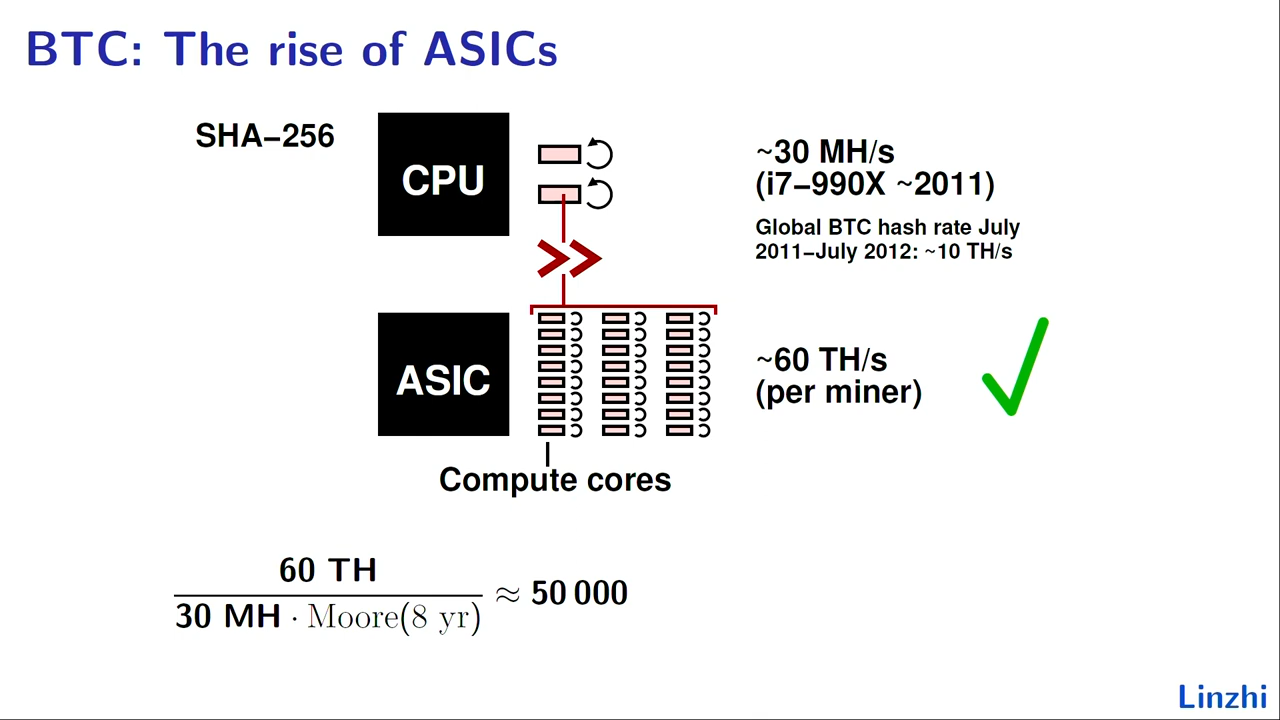 BTC: The rise of ASICs
SHA−256
CPU
~30 MH/s
(i7−990X ~2011)
Global BTC hash rate July
2011−July 2012: ~10 TH/s
ASIC
~60 TH/s
(per miner)
Compute cores
60 TH
30 MH · Moore(8 yr)
≈ 50 000
Linzhi